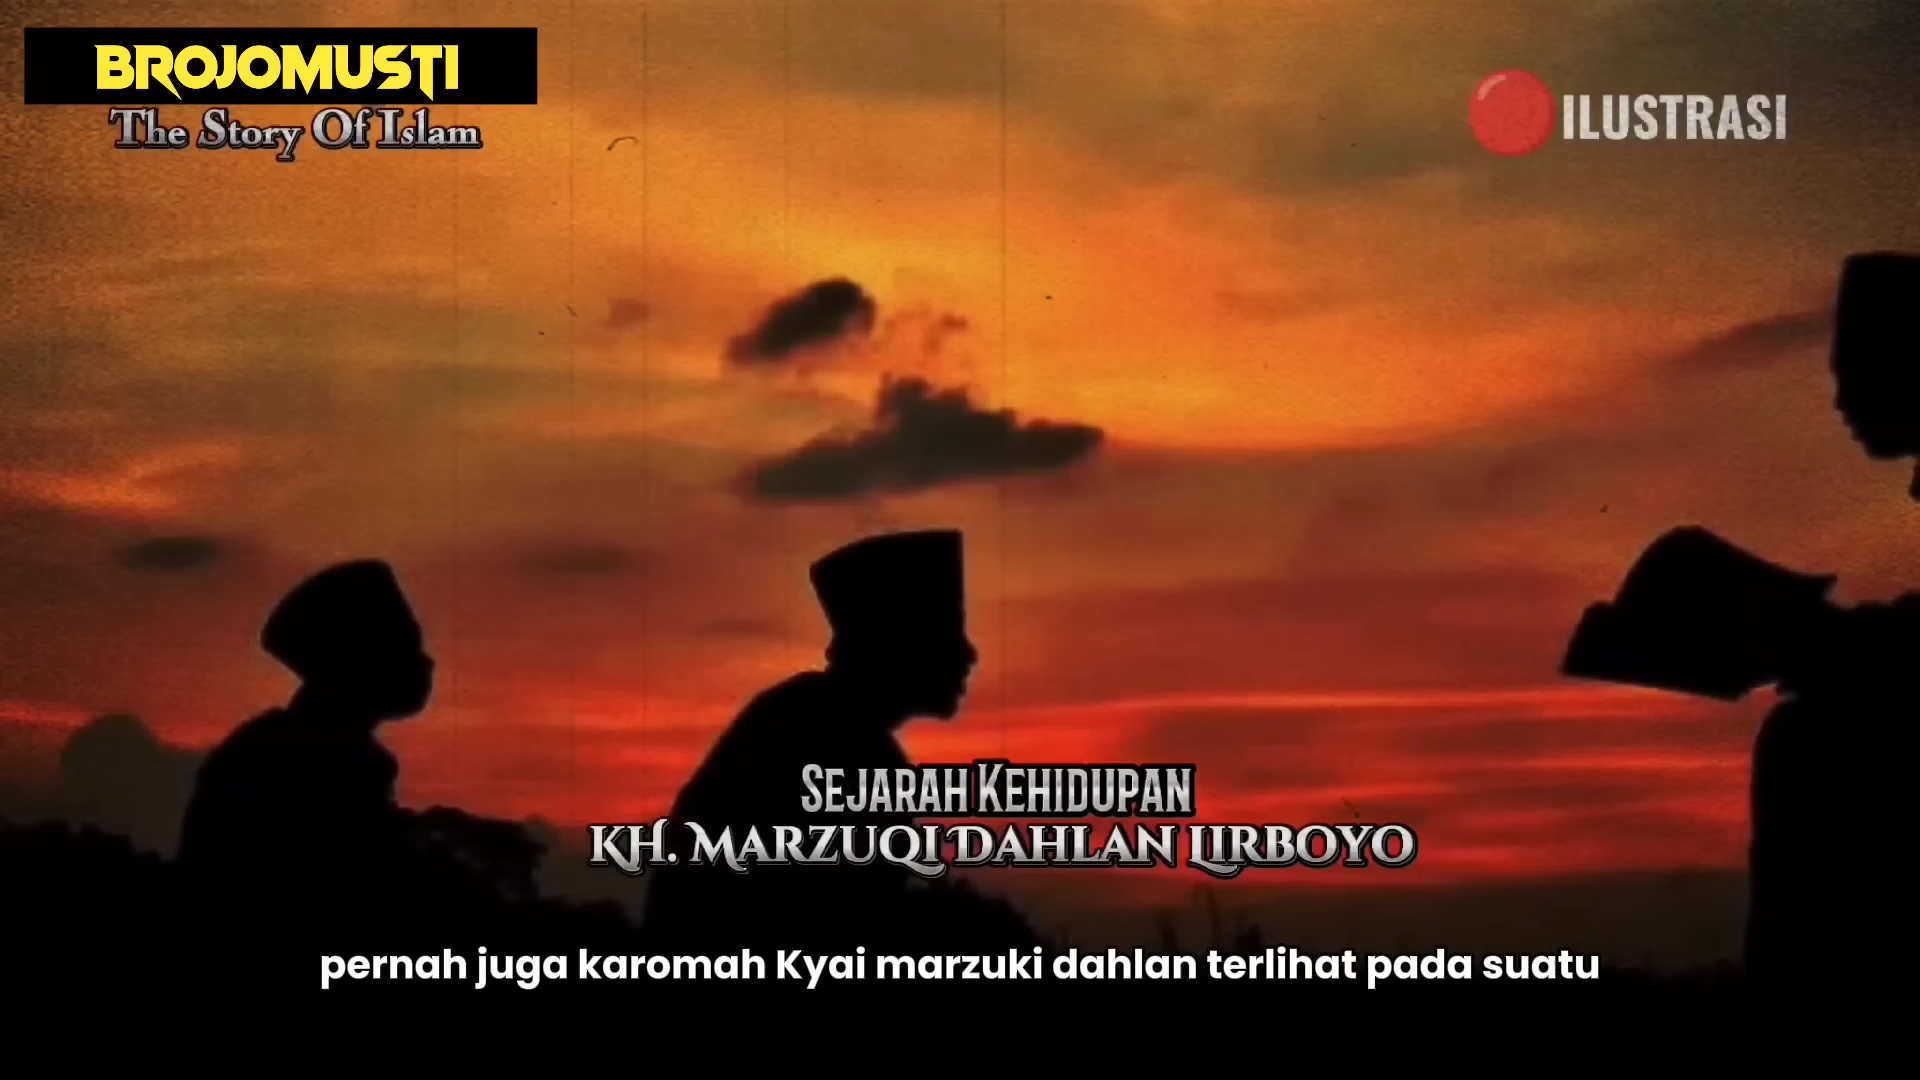 BROJOMUSTI
The Story Of Islam
ILUSTRASI
SEJARAH KEHIDUPAN
KH. MARZUQI DAHLAN LIRBOYO
pernah juga karomah Kyai marzuki dahlan terlihat pada suatu